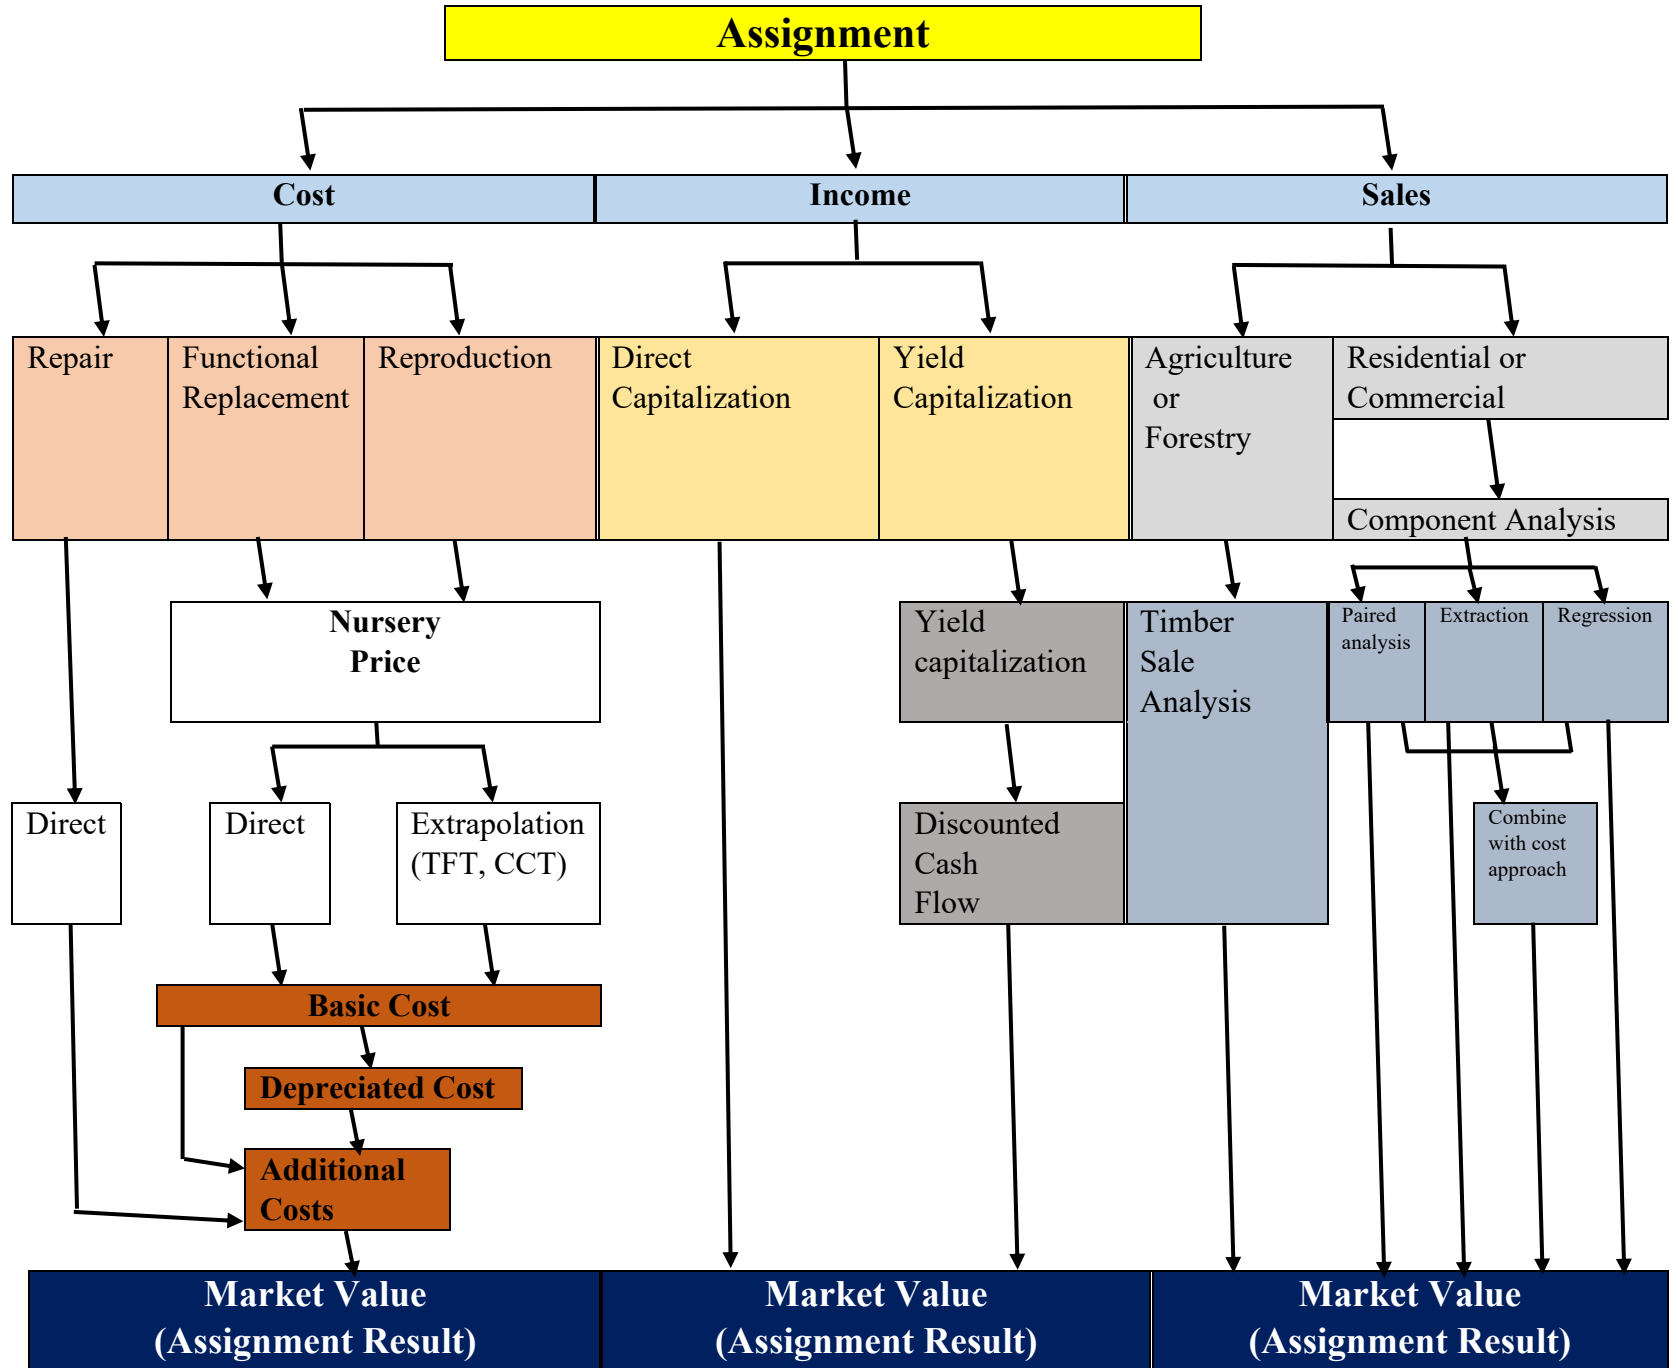 Assignment
Cost
Income
Sales
Repair
Functional
Replacement
Reproduction
Direct
Capitalization
Yield
Capitalization
Agriculture
or
Forestry
Residential or
Commercial
Component Analysis
Nursery
Price
Yield
capitalization
Timber
Sale
Analysis
Paired
analysis
Extraction
Regression
Direct
Direct
Extrapolation
(TFT, CCT)
Discounted
Cash
Flow
Combine
with cost
approach
Basic Cost
Depreciated Cost
Additional
Costs
Market Value
(Assignment Result)
Market Value
(Assignment Result)
Market Value
(Assignment Result)